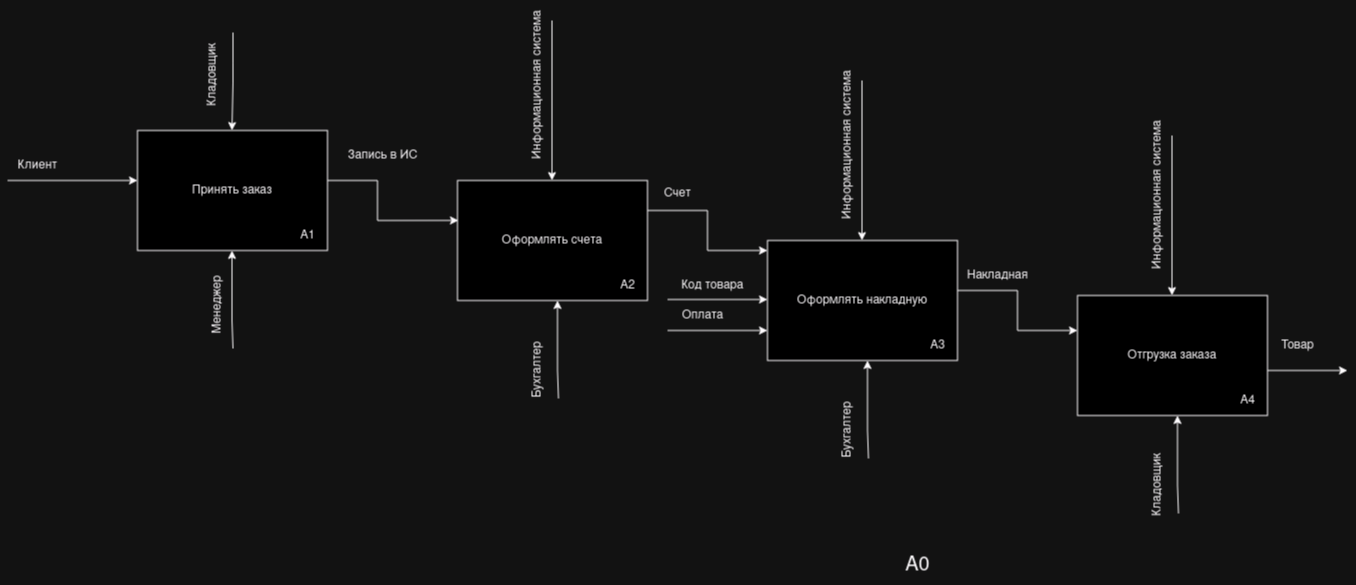 Кладовщик
Клиент
Принять заказ
A1
Менеджер
Запись в ИС
Информационная система
Оформлять счета
A2
Бухгалтер
Счет
Код товара
Оплата
Информационная система
Оформлять накладную
A3
Бухгалтер
Накладная
Информационная система
Отгрузка заказа
A4
Кладовщик
Товар
A0